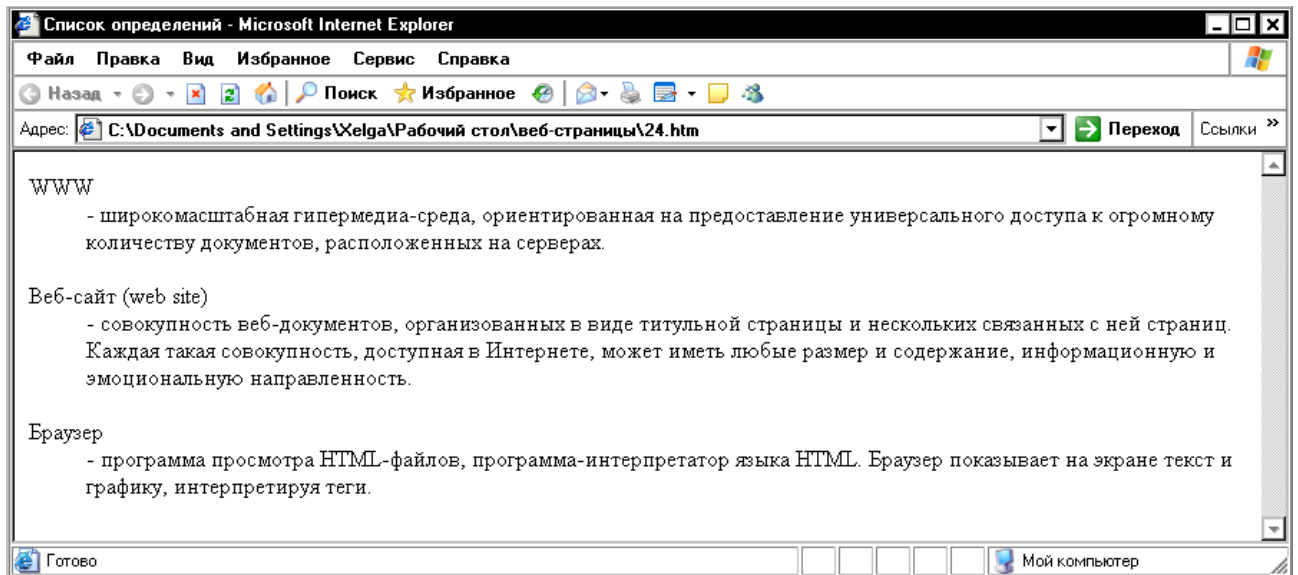 Список определений - Microsoft Internet Explorer
Файл Правка Вид Избранное Сервис Справка
Назад Поиск Избранное
Адрес: C:\Documents and Settings\Xelga\Рабочий стол\веб-страницы\24.htm Переход Ссылки »
WWW
- широкомасштабная гипермедиа-среда, ориентированная на предоставление универсального доступа к огромному
количеству документов, расположенных на серверах.
Веб-сайт (web site)
- совокупность веб-документов, организованных в виде титульной страницы и нескольких связанных с ней страниц.
Каждая такая совокупность, доступная в Интернете, может иметь любые размер и содержание, информационную и
эмоциональную направленность.
Браузер
- программа просмотра HTML-файлов, программа-интерпретатор языка HTML. Браузер показывает на экране текст и
графику, интерпретируя теги.
Готово Мой компьютер